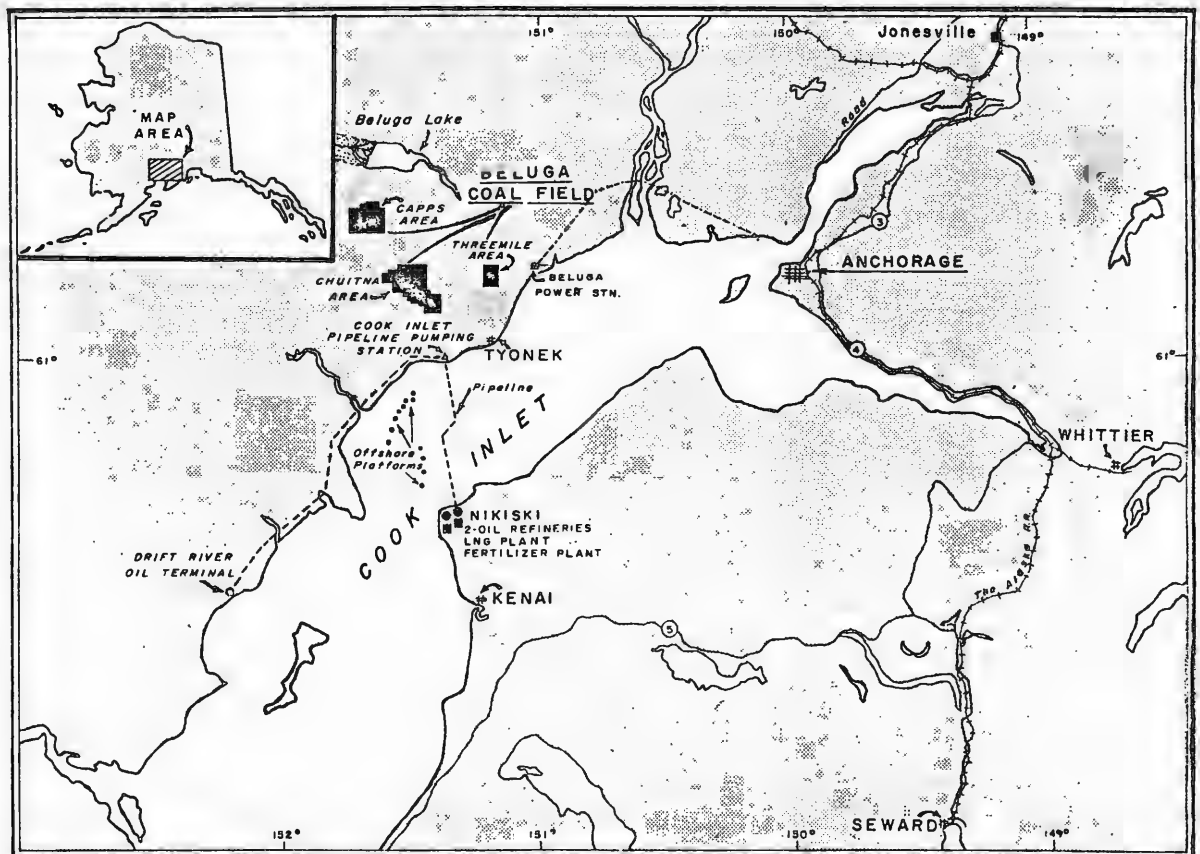 151°
150°
Jonesville
149°
MAP
AREA
Beluga Lake
ROAD
BELUGA
COAL FIELD
CAPPS
AREA
3
THREEMILE
AREA
ANCHORAGE
CHUITNA
AREA
BELUGA
POWER STN.
COOK INLET
PIPELINE PUMPING
STATION
TYONEK
4
61°
61°
Pipeline
COOK INLET
Offshore
Platforms
WHITTIER
NIKISKI
2-OIL REFINERIES
LNG PLANT
FERTILIZER PLANT
DRIFT RIVER
OIL TERMINAL
The Alaska R.R.
KENAI
5
SEWARD
152°
151°
150°
149°